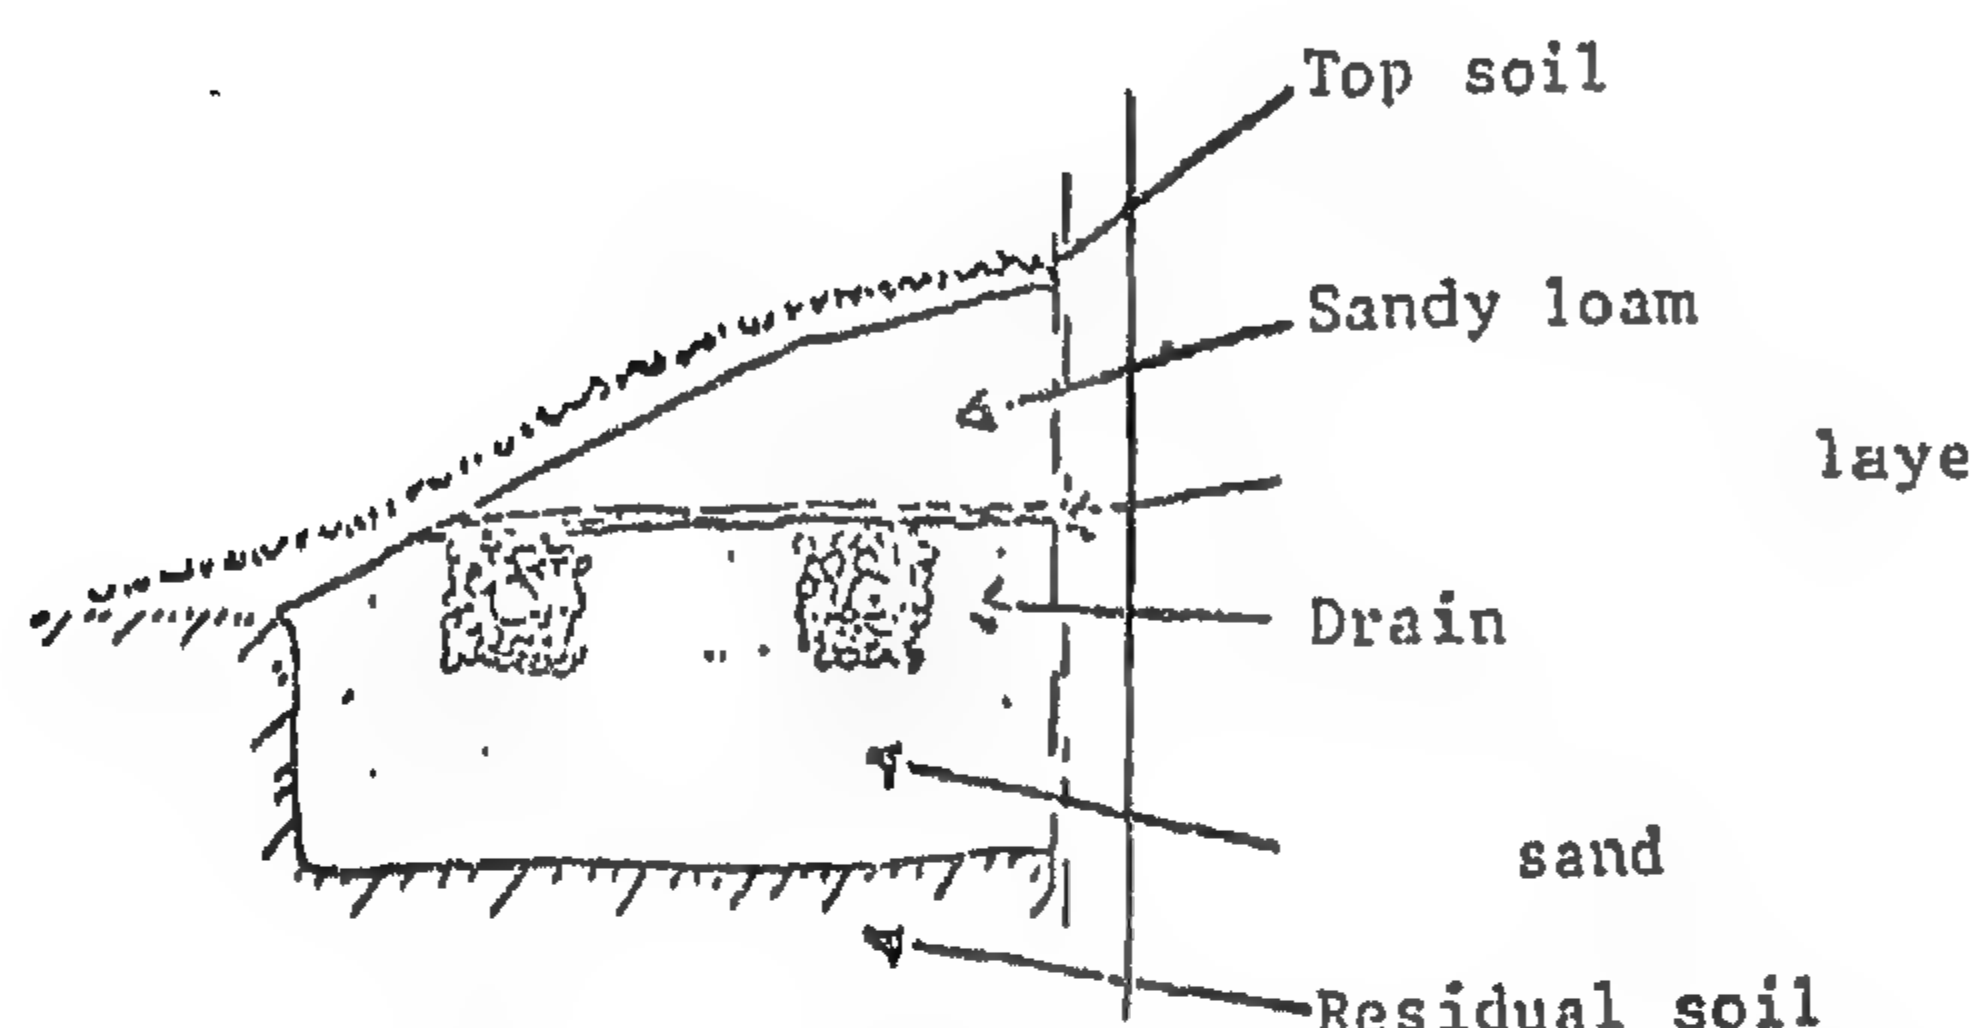 Top soil
Sandy loam
laye
Drain
sand
Residual soil